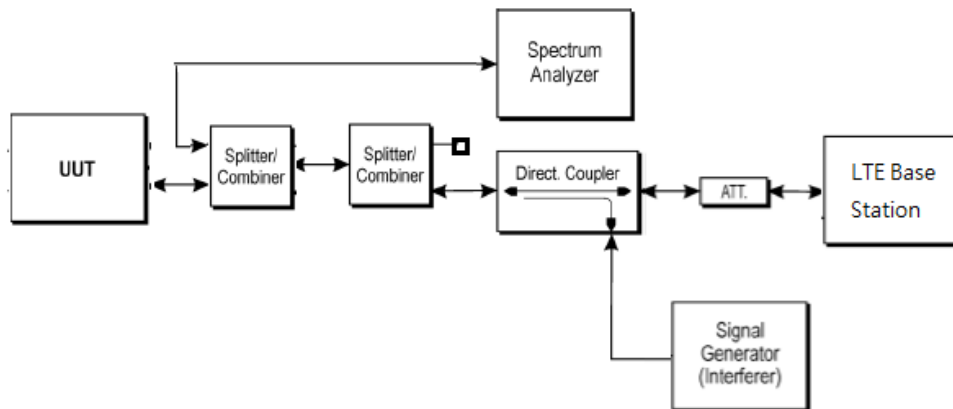 Spectrum
Analyzer
UUT
Splitter/
Combiner
Splitter/
Combiner
Direct. Coupler
ATT.
LTE Base
Station
Signal
Generator
(Interferer)